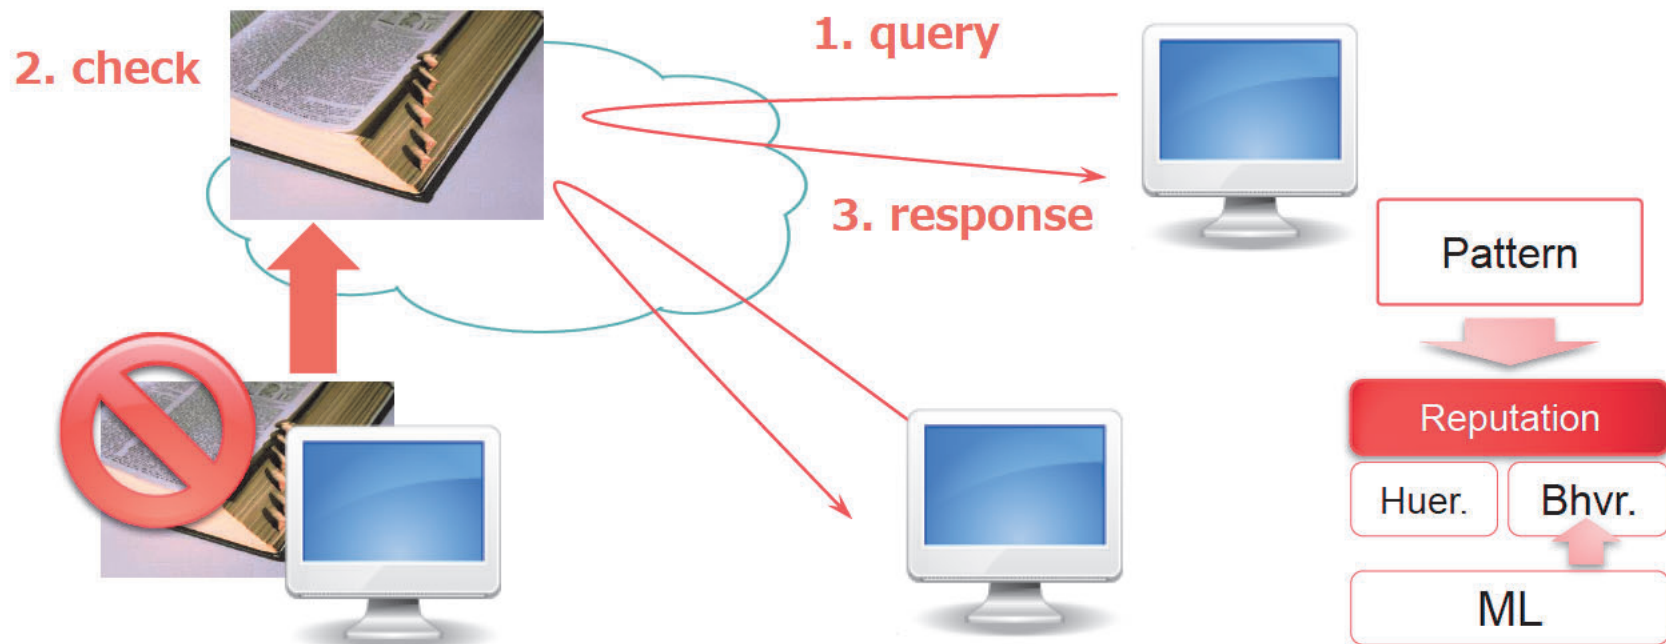 1. query
2. check
3. response
Pattern
Reputation
Huer.
Bhvr.
ML